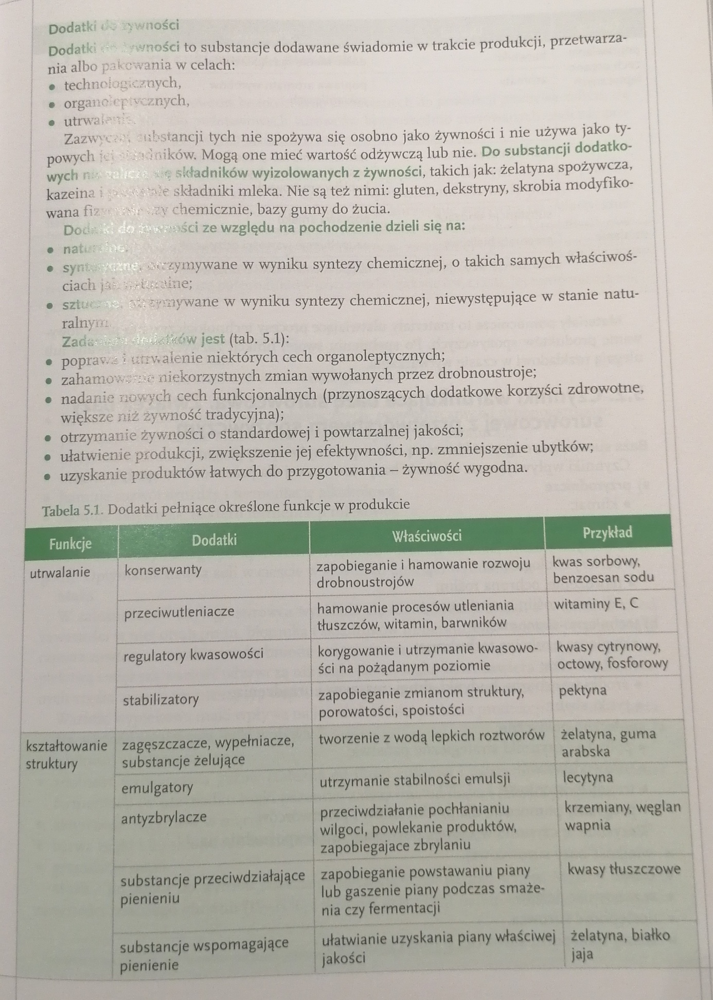 Dodatki do żywności
Dodatki do żywności to substancje dodawane świadomie w trakcie produkcji, przetwarza-
nia albo pakowania w celach:
• technologicznych,
• organoleptycznych,
• utrwalenia.
Zazwyczaj substancji tych nie spożywa się osobno jako żywności i nie używa jako ty-
powych jej składników. Mogą one mieć wartość odżywczą lub nie. Do substancji dodatko-
wych nie zalicza się składników wyizolowanych z żywności, takich jak: żelatyna spożywcza,
kazeina i pozostałe składniki mleka. Nie są też nimi: gluten, dekstryny, skrobia modyfiko-
wana fizycznie czy chemicznie, bazy gumy do żucia.
Dodatki do żywności ze względu na pochodzenie dzieli się na:
• naturalne;
• syntetyczne, otrzymywane w wyniku syntezy chemicznej, o takich samych właściwoś-
ciach jak naturalne;
• sztuczne, otrzymywane w wyniku syntezy chemicznej, niewystępujące w stanie natu-
ralnym.
Zadaniem dodatków jest (tab. 5.1):
• poprawa i utrwalenie niektórych cech organoleptycznych;
• zahamowanie niekorzystnych zmian wywołanych przez drobnoustroje;
• nadanie nowych cech funkcjonalnych (przynoszących dodatkowe korzyści zdrowotne,
większe niż żywność tradycyjna);
• otrzymanie żywności o standardowej i powtarzalnej jakości;
• ułatwienie produkcji, zwiększenie jej efektywności, np. zmniejszenie ubytków;
• uzyskanie produktów łatwych do przygotowania – żywność wygodna.
Tabela 5.1. Dodatki pełniące określone funkcje w produkcie
Funkcje Dodatki Właściwości Przykład
utrwalanie konserwanty zapobieganie i hamowanie rozwoju kwas sorbowy,
drobnoustrojów benzoesan sodu
przeciwutleniacze hamowanie procesów utleniania witaminy E, C
tłuszczów, witamin, barwników
regulatory kwasowości korygowanie i utrzymanie kwasowo- kwasy cytrynowy,
ści na pożądanym poziomie octowy, fosforowy
stabilizatory zapobieganie zmianom struktury, pektyna
porowatości, spoistości
kształtowanie zagęszczacze, wypełniacze, tworzenie z wodą lepkich roztworów żelatyna, guma
struktury substancje żelujące arabska
emulgatory utrzymanie stabilności emulsji lecytyna
antyzbrylacze przeciwdziałanie pochłanianiu krzemiany, węglan
wilgoci, powlekanie produktów, wapnia
zapobiegajace zbrylaniu
substancje przeciwdziałające zapobieganie powstawaniu piany kwasy tłuszczowe
pienieniu lub gaszenie piany podczas smaże-
nia czy fermentacji
substancje wspomagające ułatwianie uzyskania piany właściwej żelatyna, białko
pienienie jakości jaja